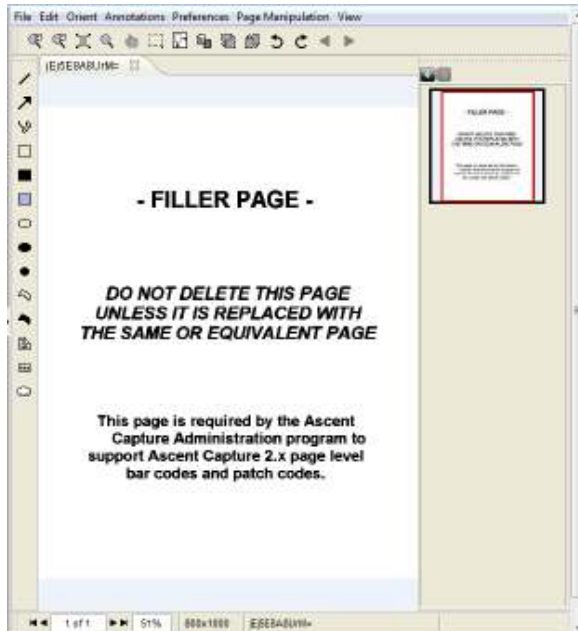 File Edit Orient Annotations Preferences Page Manipulation View
- FILLER PAGE -
DO NOT DELETE THIS PAGE
UNLESS IT IS REPLACED WITH
THE SAME OR EQUIVALENT PAGE
This page is required by the Ascent
Capture Administration program to
support Ascent Capture 2.x page level
bar codes and patch codes.
- FILLER PAGE -
1 of 1 51%